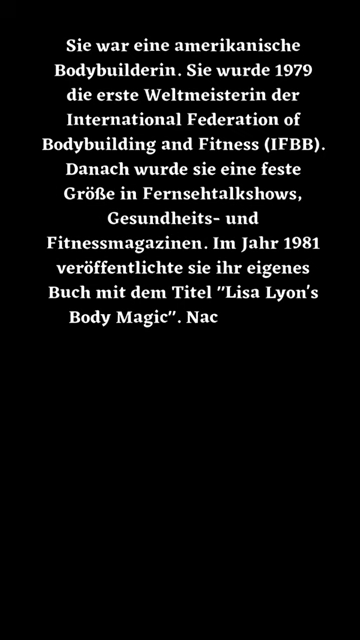 Sie war eine amerikanische
Bodybuilderin. Sie wurde 1979
die erste Weltmeisterin der
International Federation of
Bodybuilding and Fitness (IFBB).
Danach wurde sie eine feste
Größe in Fernsehtalkshows,
Gesundheits- und
Fitnessmagazinen. Im Jahr 1981
veröffentlichte sie ihr eigenes
Buch mit dem Titel "Lisa Lyon's
Body Magic". Nac